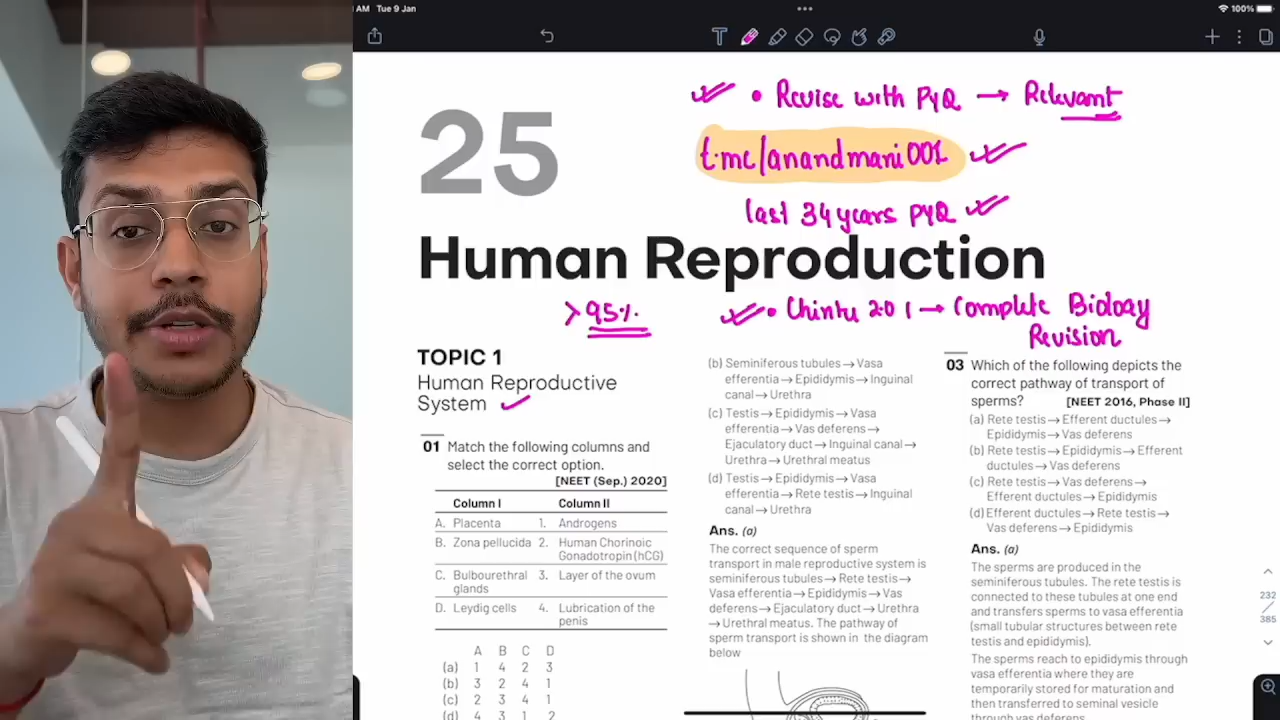 AM Tue 9 Jan
100%
• Revise with PYQ → Relevant
t.me/anandmani001
last 34 years PYQ
25
Human Reproduction
> 95%.
• Chintu 2.0 1 → Complete Biology
Revision
TOPIC 1
Human Reproductive
System
01 Match the following columns and
select the correct option.
[NEET (Sep.) 2020]
Column I Column II
A. Placenta 1. Androgens
B. Zona pellucida 2. Human Chorinoic
Gonadotropin (hCG)
C. Bulbourethral 3. Layer of the ovum
glands
D. Leydig cells 4. Lubrication of the
penis
A B C D
(a) 1 4 2 3
(b) 3 2 4 1
(c) 2 3 4 1
(d) 4 3 1 2
(b) Seminiferous tubules → Vasa
efferentia → Epididymis → Inguinal
canal → Urethra
(c) Testis → Epididymis → Vasa
efferentia → Vas deferens →
Ejaculatory duct → Inguinal canal →
Urethra → Urethral meatus
(d) Testis → Epididymis → Vasa
efferentia → Rete testis → Inguinal
canal → Urethra
Ans. (a)
The correct sequence of sperm
transport in male reproductive system is
seminiferous tubules → Rete testis →
Vasa efferentia → Epididymis → Vas
deferens → Ejaculatory duct → Urethra
→ Urethral meatus. The pathway of
sperm transport is shown in the diagram
below
03 Which of the following depicts the
correct pathway of transport of
sperms? [NEET 2016, Phase II]
(a) Rete testis → Efferent ductules →
Epididymis → Vas deferens
(b) Rete testis → Epididymis → Efferent
ductules → Vas deferens
(c) Rete testis → Vas deferens →
Efferent ductules → Epididymis
(d) Efferent ductules → Rete testis →
Vas deferens → Epididymis
Ans. (a)
The sperms are produced in the
seminiferous tubules. The rete testis is
connected to these tubules at one end
and transfers sperms to vasa efferentia
(small tubular structures between rete
testis and epididymis).
The sperms reach to epididymis through
vasa efferentia where they are
temporarily stored for maturation and
then transferred to seminal vesicle
through vas deferens
232
385